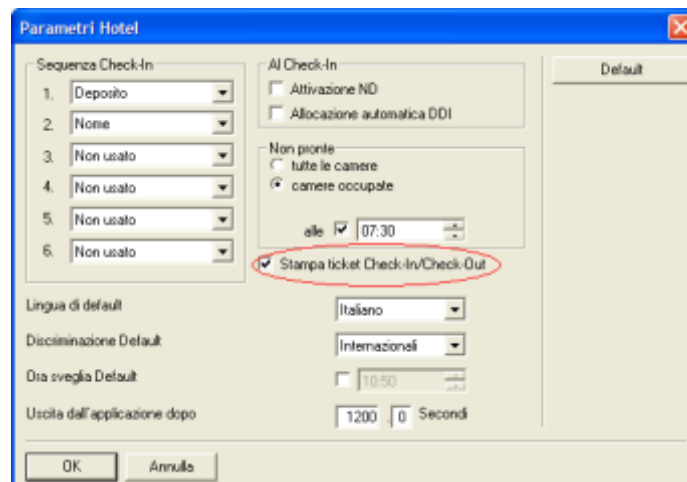 Parametri Hotel
Sequenza Check-In
1. Deposito
2 Nome
3. Non usato
4. Non usato
5. Non usato
6. Non usato
Al Check-In
Attivazione ND
Allocazione automatica DDI
Non pronte
tutte le camere
camere occupate
alle 07:30
Stampa ticket Check-In/Check-Out
Default
Lingua di default Italiano
Discriminazione Default Internazionali
Ora sveglia Default 10:50
Uscita dall'applicazione dopo 1200 . 0 Secondi
OK Annulla